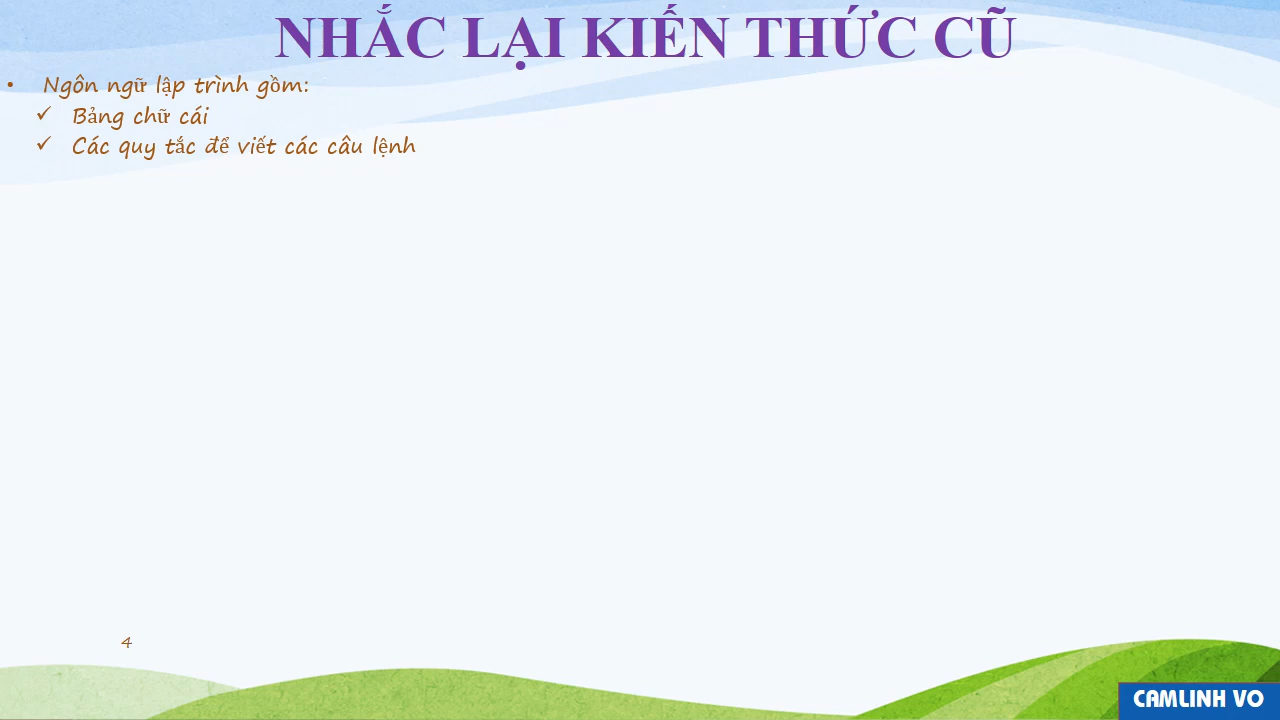 NHẮC LẠI KIẾN THỨC CŨ
• Ngôn ngữ lập trình gồm:
✓ Bảng chữ cái
✓ Các quy tắc để viết các câu lệnh
4
CAMLINH VO